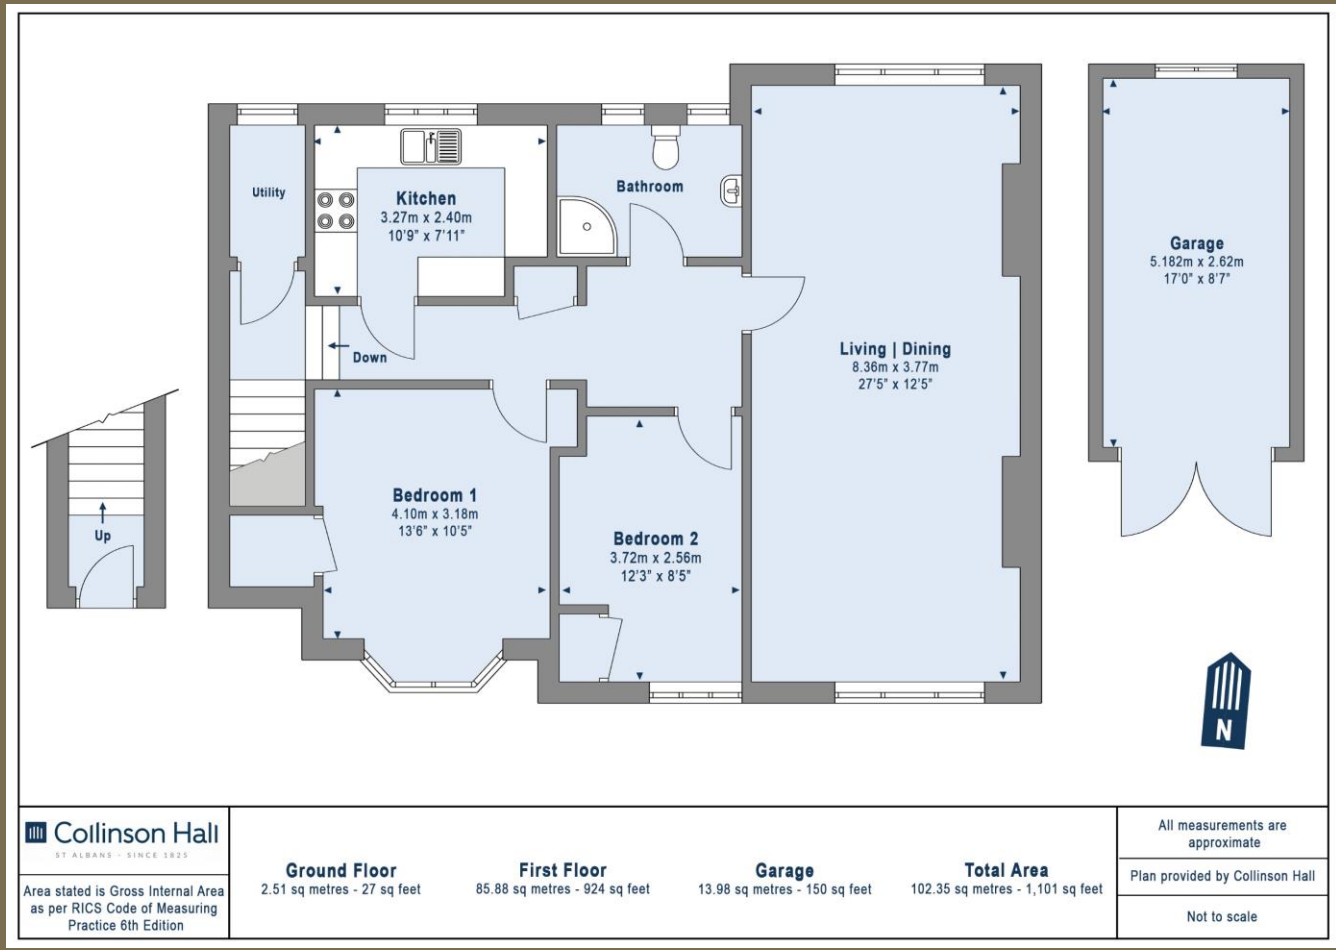 Utility
Kitchen
3.27m x 2.40m
10'9" x 7'11"
Bathroom
Garage
5.182m x 2.62m
17'0" x 8'7"
Living | Dining
8.36m x 3.77m
27'5" x 12'5"
Down
Bedroom 1
4.10m x 3.18m
13'6" x 10'5"
Up
Bedroom 2
3.72m x 2.56m
12'3" x 8'5"
N
Collinson Hall
ST ALBANS - SINCE 1825
Area stated is Gross Internal Area
as per RICS Code of Measuring
Practice 6th Edition
Ground Floor
2.51 sq metres - 27 sq feet
First Floor
85.88 sq metres - 924 sq feet
Garage
13.98 sq metres - 150 sq feet
Total Area
102.35 sq metres - 1,101 sq feet
All measurements are
approximate
Plan provided by Collinson Hall
Not to scale